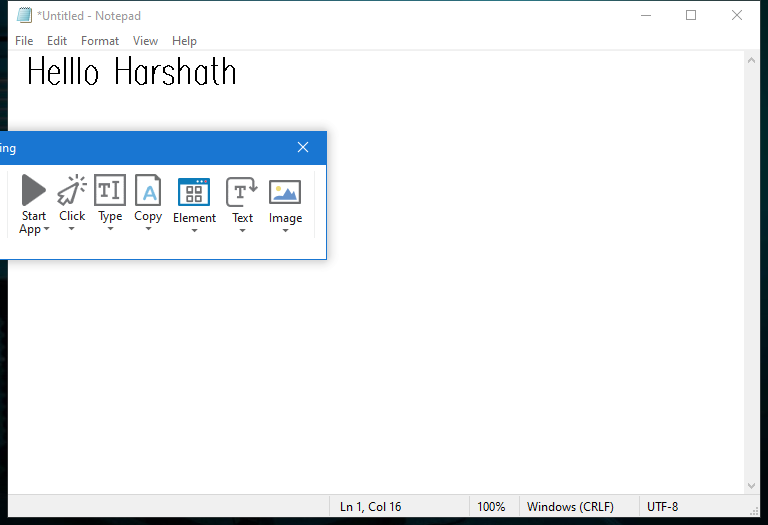 *Untitled - Notepad
File Edit Format View Help
Helllo Harshath
ing
Start App Click Type Copy Element Text Image
Ln 1, Col 16 100% Windows (CRLF) UTF-8